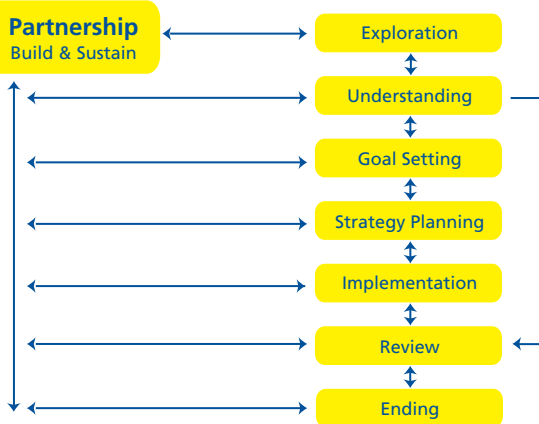 Partnership
Build & Sustain
Exploration
Understanding
Goal Setting
Strategy Planning
Implementation
Review
Ending